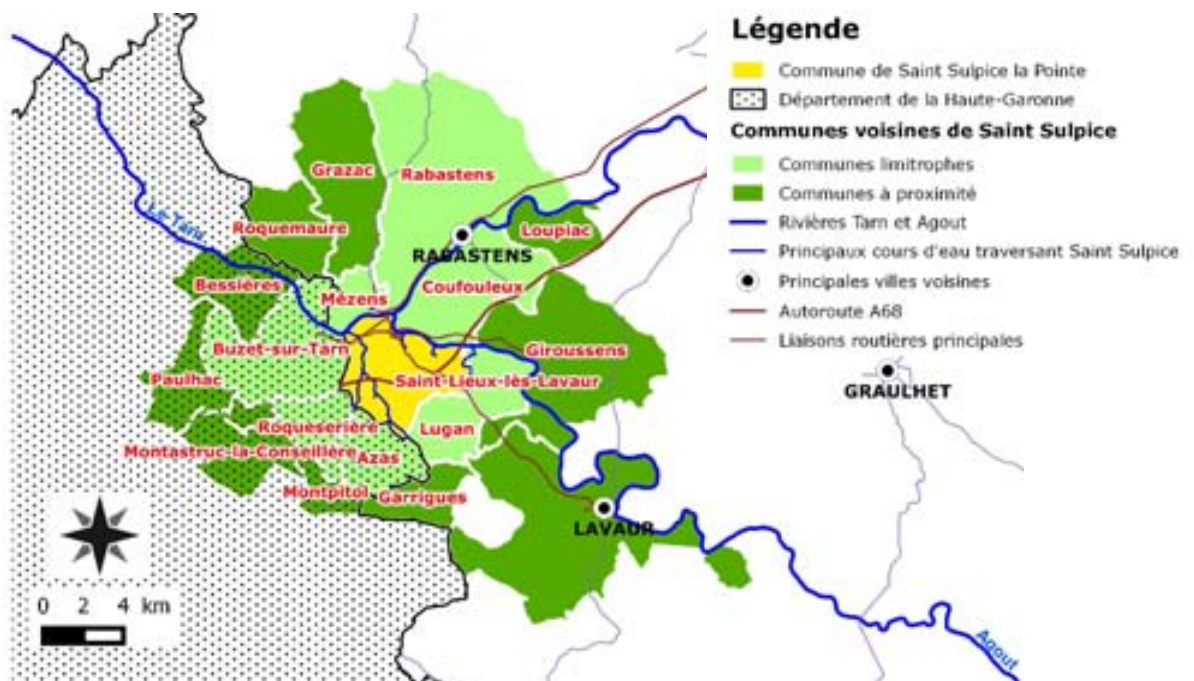 Légende
Commune de Saint Sulpice la Pointe
Département de la Haute-Garonne
Communes voisines de Saint Sulpice
Communes limitrophes
Communes à proximité
Rivières Tarn et Agout
Principaux cours d'eau traversant Saint Sulpice
Principales villes voisines
Autoroute A68
Liaisons routières principales
Grazac
Rabastens
Le Tarn
Roquemaure
Loupiac
RABASTENS
Bessières
Mézens
Coufouleux
Buzet-sur-Tarn
Giroussens
Paulhac
Saint-Lieux-lès-Lavaur
GRAULHET
Roqueserière
Lugan
Montastruc-la-Conseillère
Azas
Montpitol
Garrigues
LAVAUR
0 2 4 km
Agout